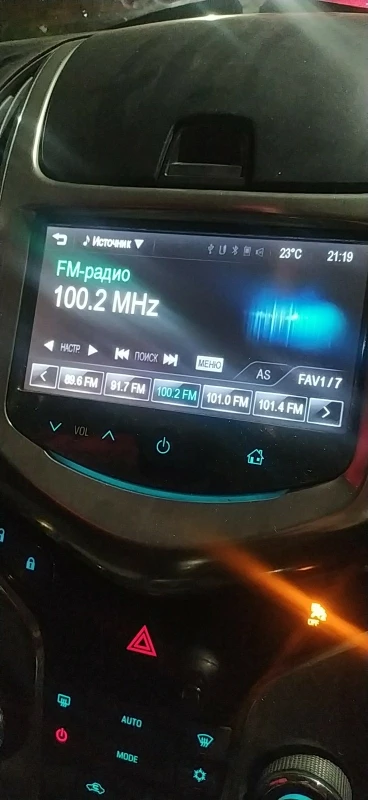 ♪ Источник ▼ 23°C 21:19
FM-радио
100.2 MHz
◀ НАСТР. ▶ ⏮ ПОИСК ⏭ МЕНЮ AS FAV1/7
< 89.6 FM 91.7 FM 100.2 FM 101.0 FM 101.4 FM >
VOL
OFF
AUTO
MODE